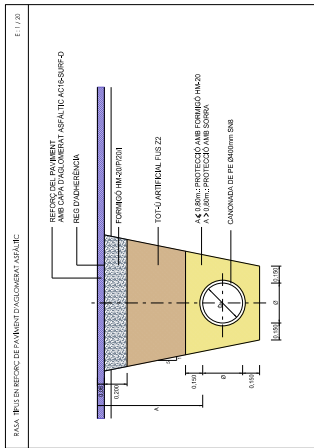 RASA TIPUS EN REFORÇ DE PAVIMENT D'AGLOMERAT ASFÀLTIC
E: 1 / 20
REFORÇ DEL PAVIMENT
AMB CAPA D'AGLOMERAT ASFÀLTIC AC16-SURF-D
REG D'ADHERÈNCIA
FORMIGÓ HM-20/P/20/I
TOT-Ú ARTIFICIAL FUS Z2
A ≤ 0.80m.: PROTECCIÓ AMB FORMIGÓ HM-20
A > 0.80m.: PROTECCIÓ AMB SORRA
CANONADA DE PE Ø400mm SN8
0,200
A
0,150
Ø
0,150
0,150
Ø
0,150